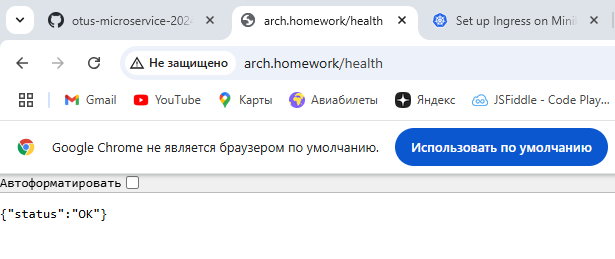 otus-microservice-202
arch.homework/health
Set up Ingress on Mini
Не защищено arch.homework/health
Gmail YouTube Карты Авиабилеты Яндекс JSFiddle - Code Play...
Google Chrome не является браузером по умолчанию. Использовать по умолчанию
Автоформатировать
{"status":"OK"}